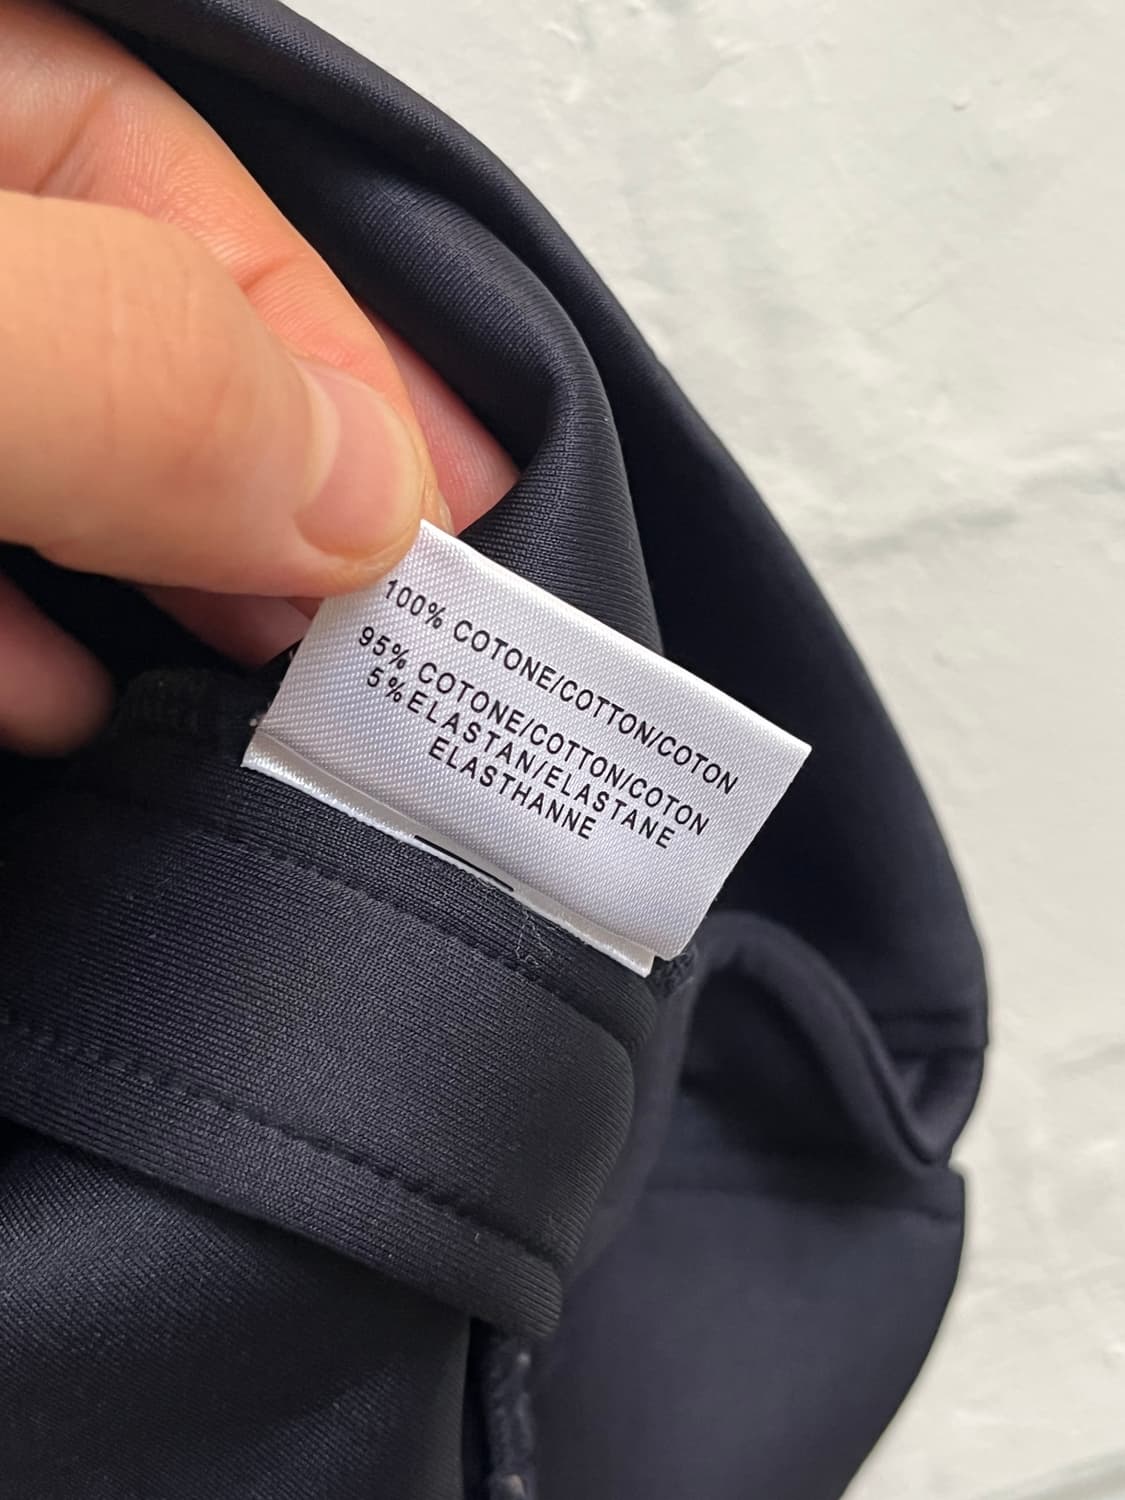 100% COTONE/COTTON/COTON
95% COTONE/COTTON/COTON
5%ELASTAN/ELASTANE
ELASTHANNE